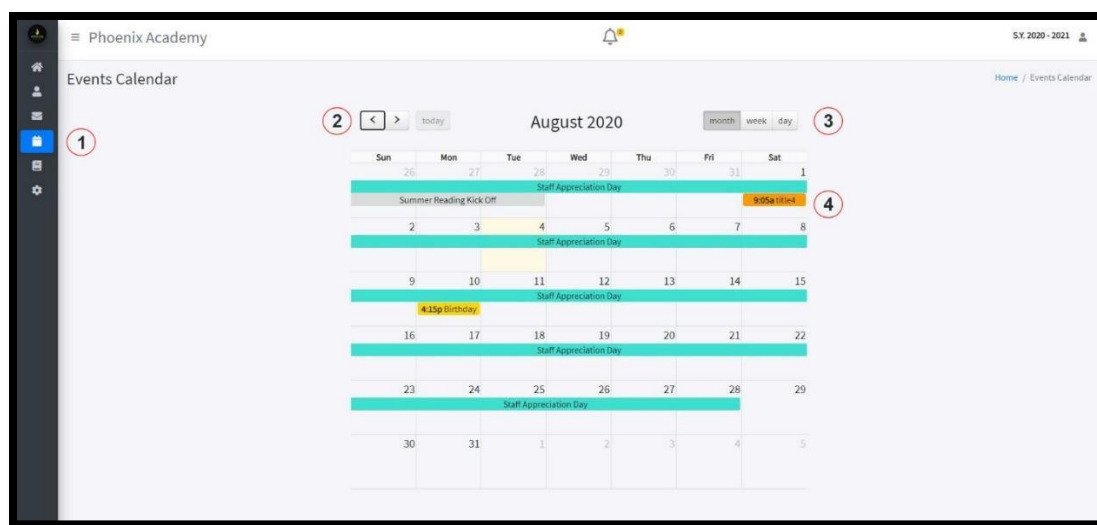 Phoenix Academy
S.Y. 2020 - 2021
Events Calendar
Home / Events Calendar
1
2
today
August 2020
month week day
3
Sun Mon Tue Wed Thu Fri Sat
26 27 28 29 30 31 1
Staff Appreciation Day
Summer Reading Kick Off
9:05a title4
4
2 3 4 5 6 7 8
Staff Appreciation Day
9 10 11 12 13 14 15
Staff Appreciation Day
4:15p Birthday
16 17 18 19 20 21 22
Staff Appreciation Day
23 24 25 26 27 28 29
Staff Appreciation Day
30 31 1 2 3 4 5